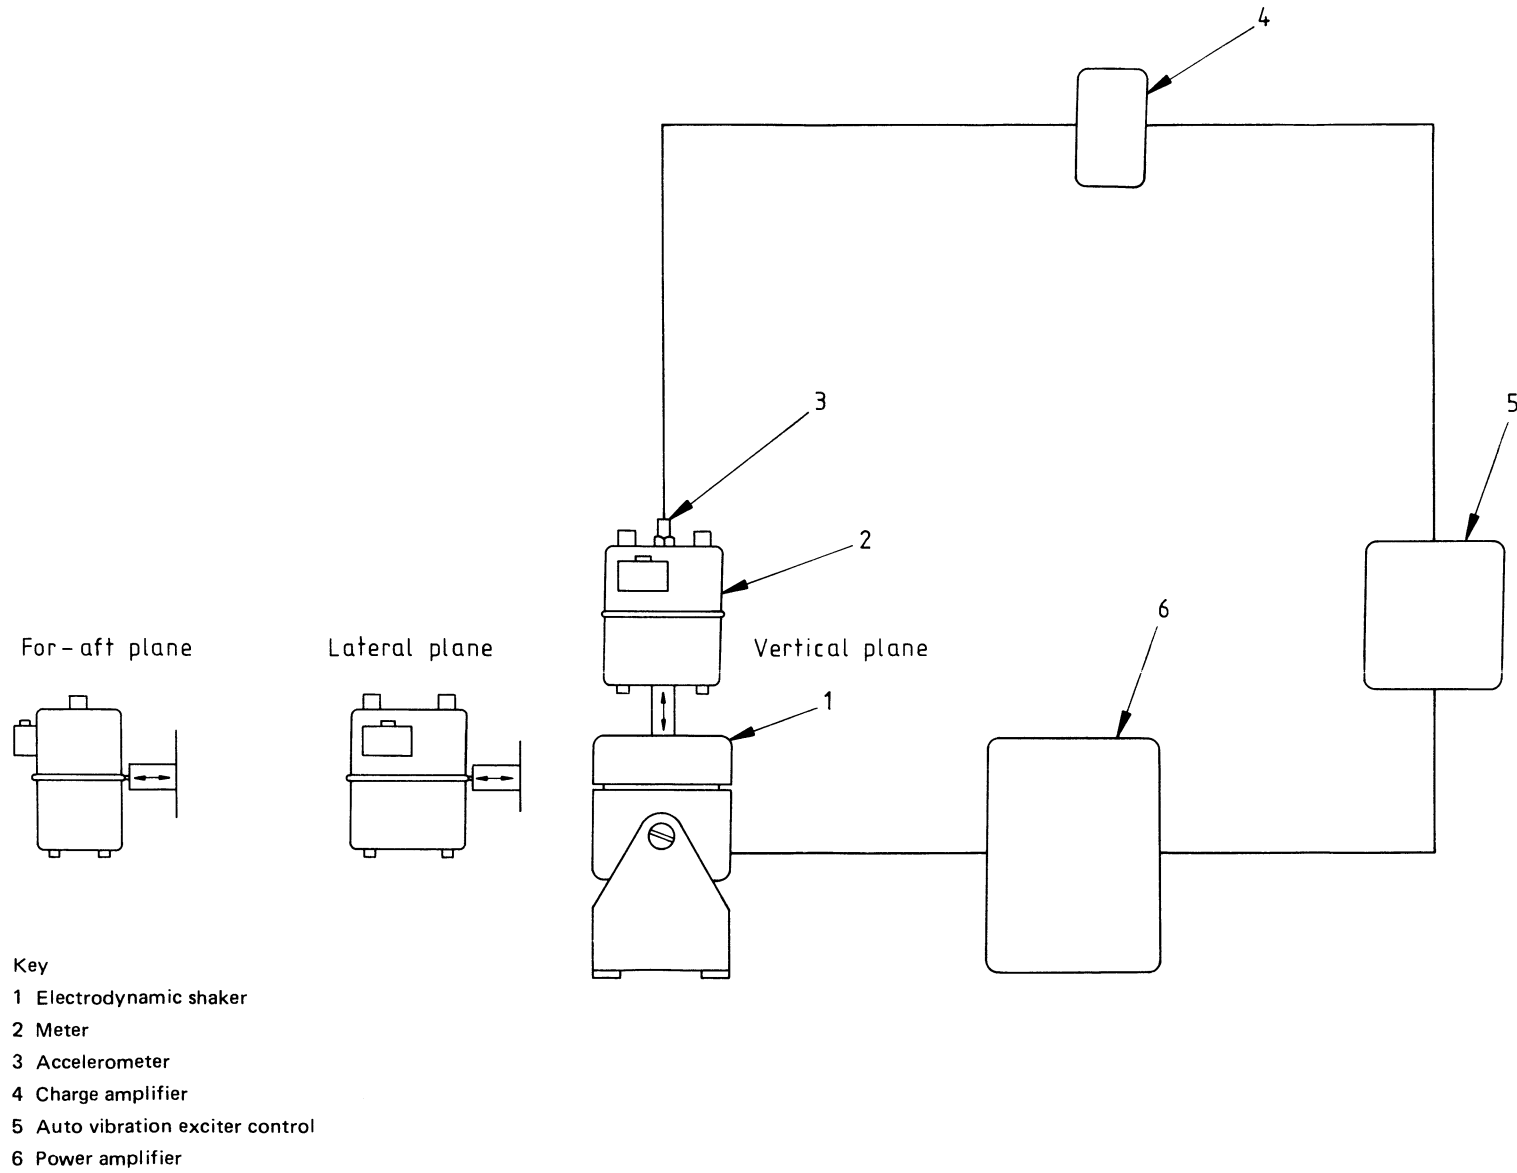 4
3
5
2
6
For-aft plane
Lateral plane
Vertical plane
1
Key
1 Electrodynamic shaker
2 Meter
3 Accelerometer
4 Charge amplifier
5 Auto vibration exciter control
6 Power amplifier